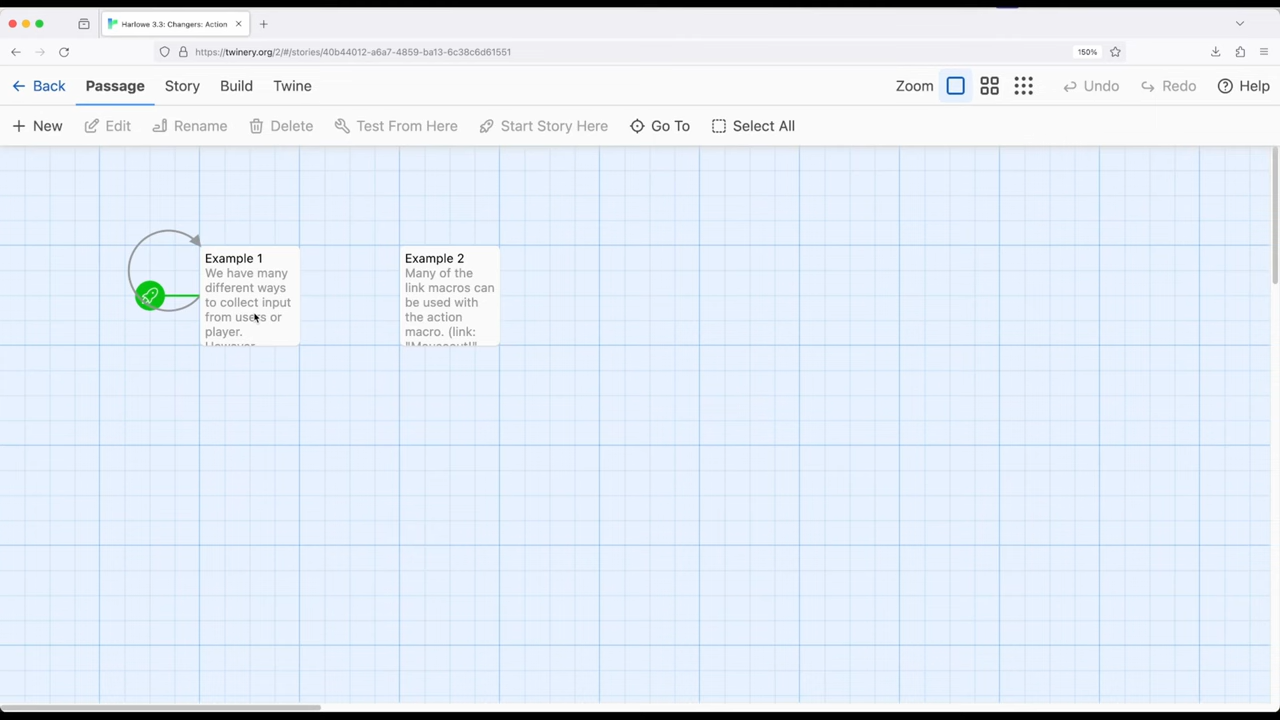 Harlowe 3.3: Changers: Action
https://twinery.org/2/#/stories/40b44012-a6a7-4859-ba13-6c38c6d61551
150%
Back Passage Story Build Twine Zoom Undo Redo Help
New Edit Rename Delete Test From Here Start Story Here Go To Select All
Example 1
We have many
different ways
to collect input
from users or
player.
However
Example 2
Many of the
link macros can
be used with
the action
macro. (link:
"Mouseout!"